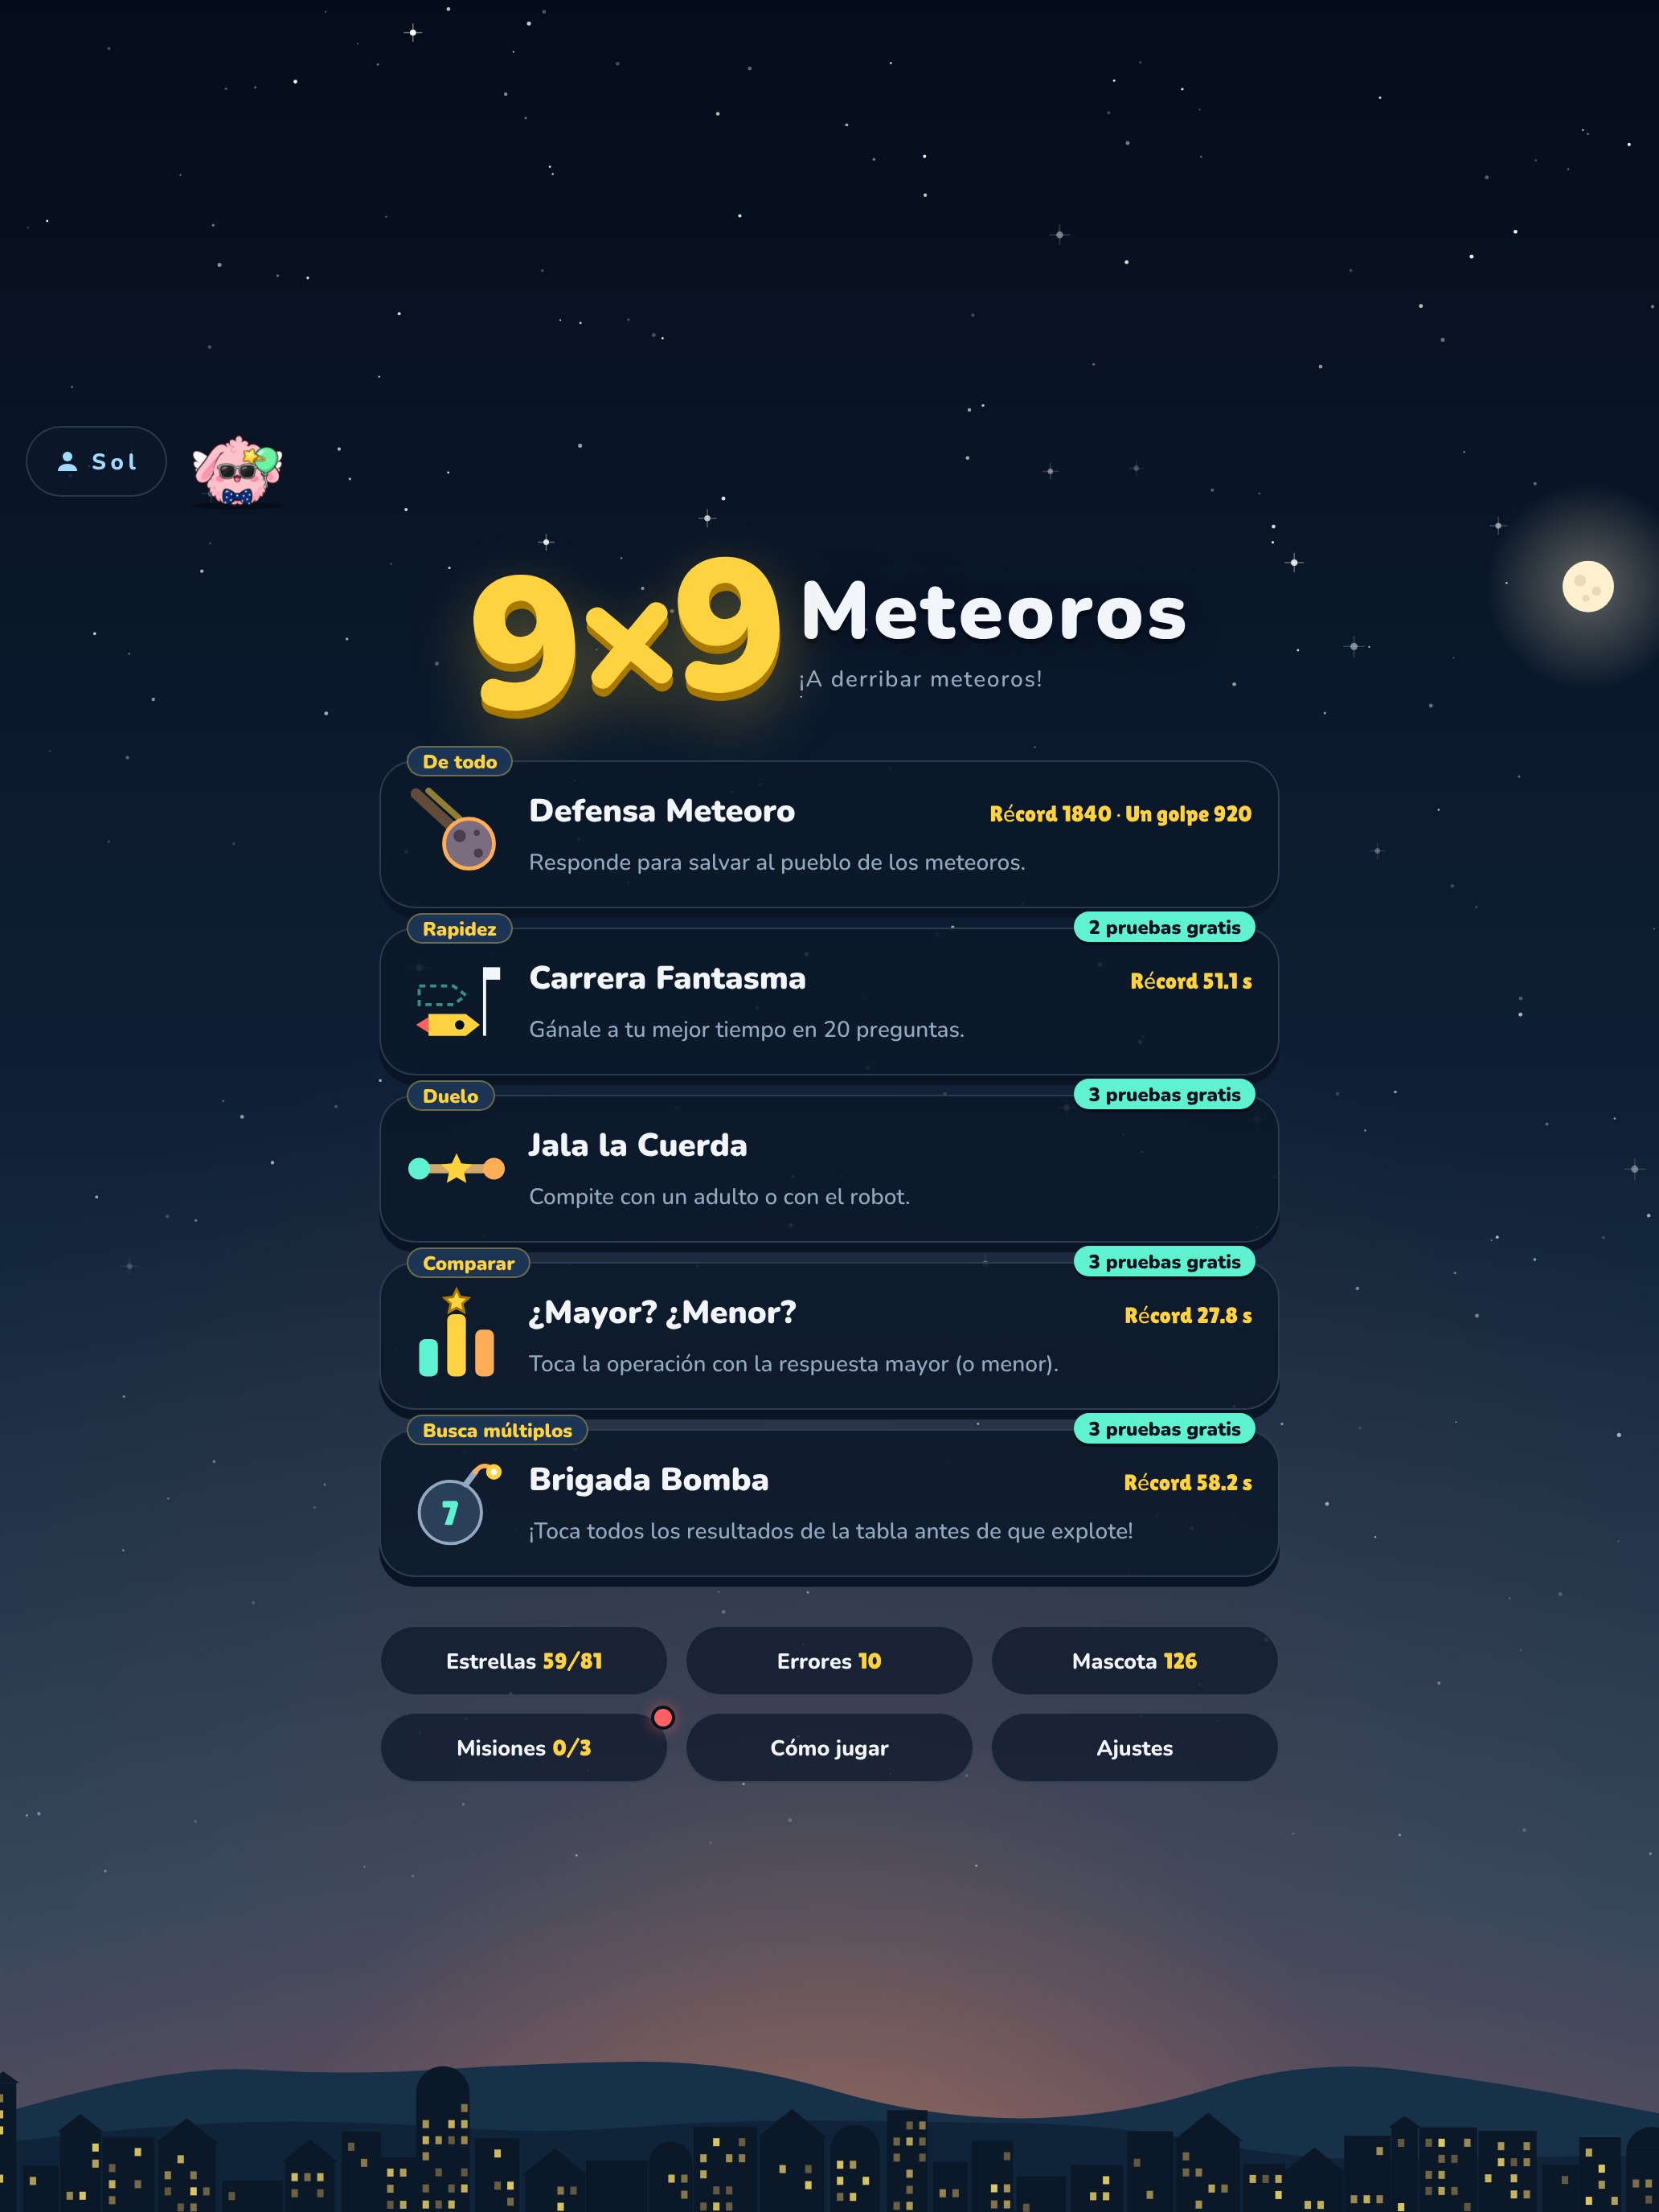 Sol
9×9 Meteoros
¡A derribar meteoros!
De todo
Defensa Meteoro
Récord 1840 · Un golpe 920
Responde para salvar al pueblo de los meteoros.
Rapidez
2 pruebas gratis
Carrera Fantasma
Récord 51.1 s
Gánale a tu mejor tiempo en 20 preguntas.
Duelo
3 pruebas gratis
Jala la Cuerda
Compite con un adulto o con el robot.
Comparar
3 pruebas gratis
¿Mayor? ¿Menor?
Récord 27.8 s
Toca la operación con la respuesta mayor (o menor).
Busca múltiplos
3 pruebas gratis
7
Brigada Bomba
Récord 58.2 s
¡Toca todos los resultados de la tabla antes de que explote!
Estrellas 59/81
Errores 10
Mascota 126
Misiones 0/3
Cómo jugar
Ajustes